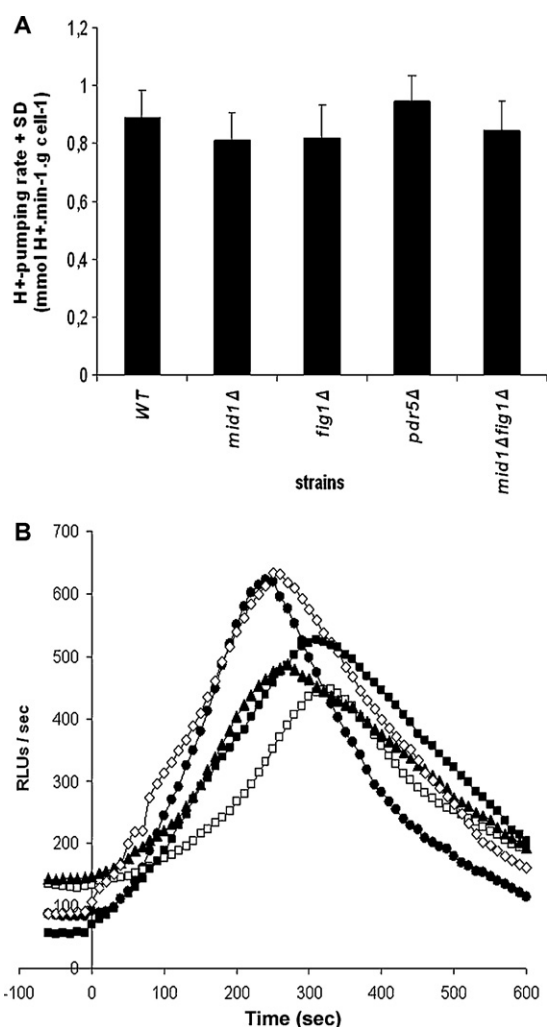 A
H+-pumping rate + SD
(mmol H+.min-1.g cell-1)
1,2
1
0,8
0,6
0,4
0,2
0
WT
mid1Δ
fig1Δ
pdr5Δ
mid1Δfig1Δ
strains
B
RLUs / sec
700
600
500
400
300
200
100
0
-100 0 100 200 300 400 500 600
Time (sec)